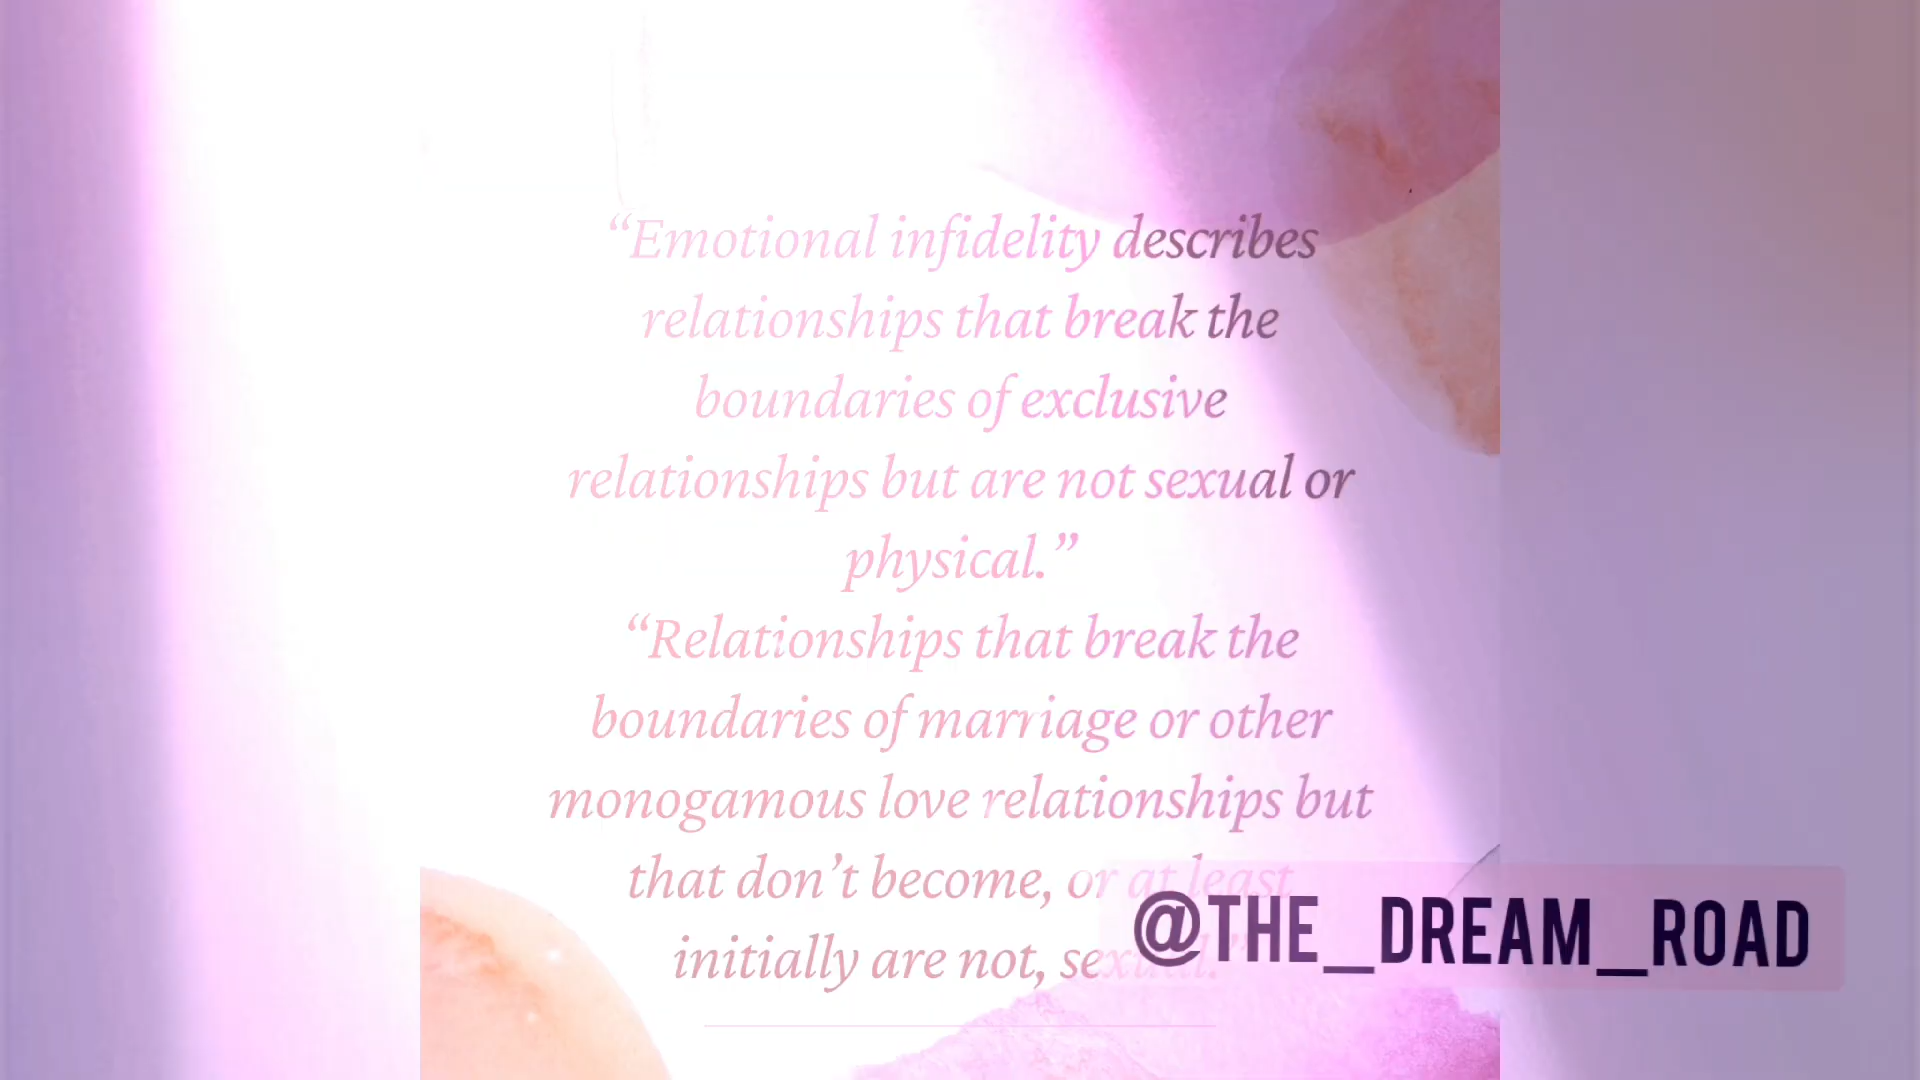 “Emotional infidelity describes
relationships that break the
boundaries of exclusive
relationships but are not sexual or
physical.”
“Relationships that break the
boundaries of marriage or other
monogamous love relationships but
that don’t become, or at least
initially are not, sexual.”
@THE_DREAM_ROAD